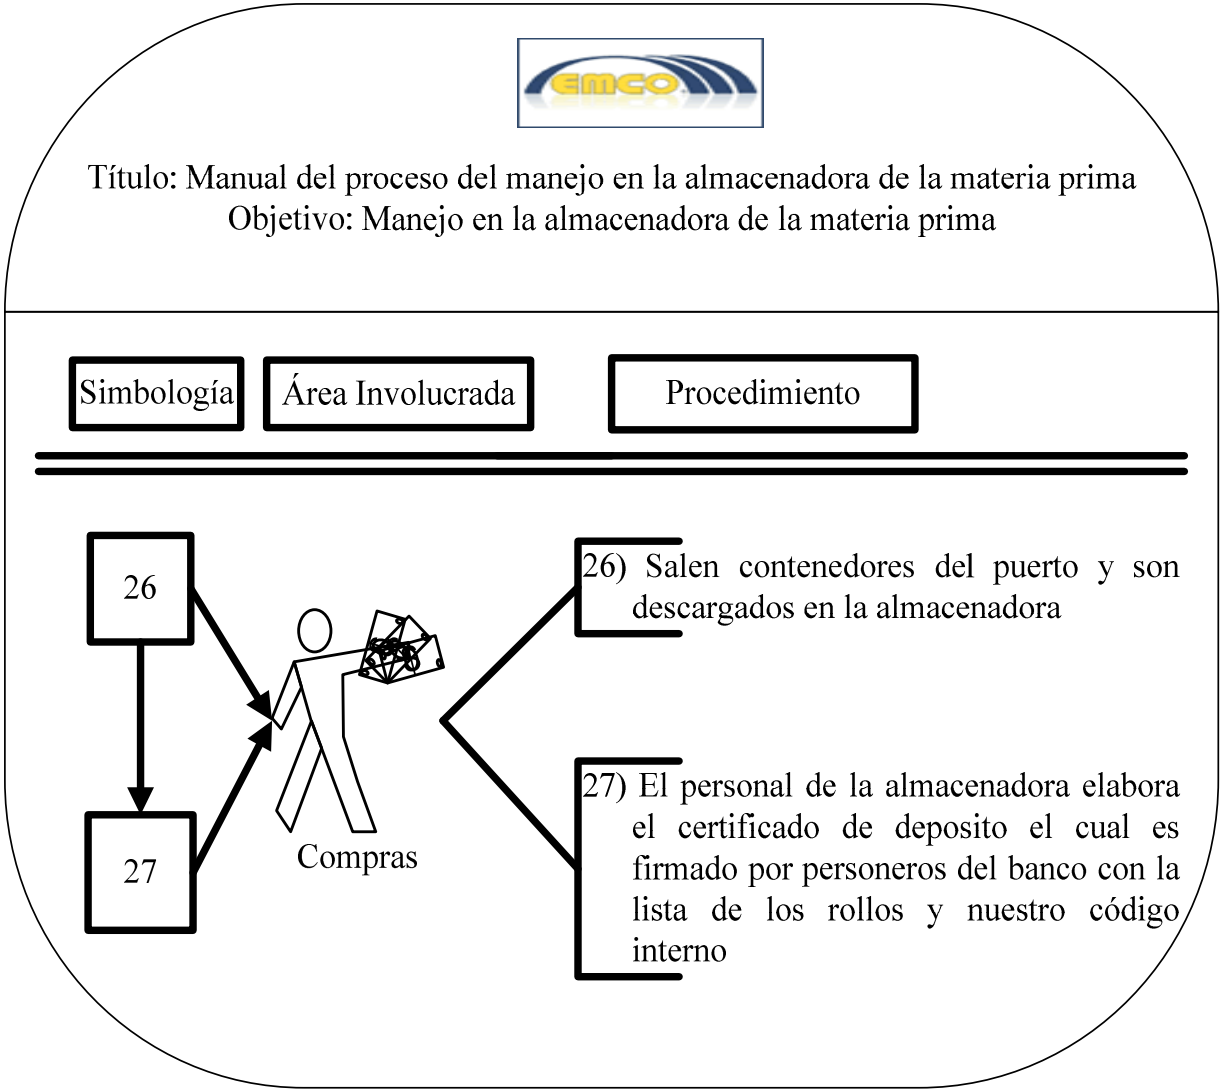 EMCO
Título: Manual del proceso del manejo en la almacenadora de la materia prima
Objetivo: Manejo en la almacenadora de la materia prima
Simbología
Área Involucrada
Procedimiento
26
27
Compras
26) Salen contenedores del puerto y son
descargados en la almacenadora
27) El personal de la almacenadora elabora
el certificado de deposito el cual es
firmado por personeros del banco con la
lista de los rollos y nuestro código
interno